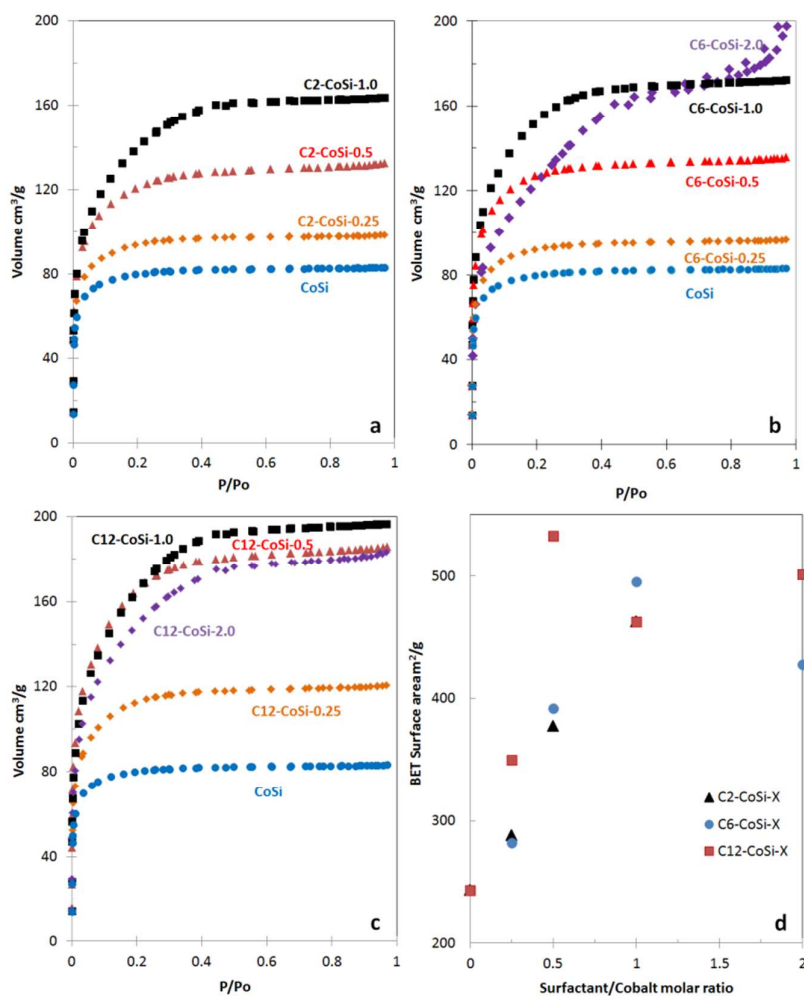 200
160
120
80
40
0
Volume cm³/g
C2-CoSi-1.0
C2-CoSi-0.5
C2-CoSi-0.25
CoSi
a
0
0.2
0.4
0.6
0.8
1
P/Po
200
160
120
80
40
0
Volume cm³/g
C6-CoSi-2.0
C6-CoSi-1.0
C6-CoSi-0.5
C6-CoSi-0.25
CoSi
b
0
0.2
0.4
0.6
0.8
1
P/Po
200
160
120
80
40
0
Volume cm³/g
C12-CoSi-1.0
C12-CoSi-0.5
C12-CoSi-2.0
C12-CoSi-0.25
CoSi
c
0
0.2
0.4
0.6
0.8
1
P/Po
500
400
300
200
BET Surface aream²/g
C2-CoSi-X
C6-CoSi-X
C12-CoSi-X
d
0
0.5
1
1.5
2
Surfactant/Cobalt molar ratio